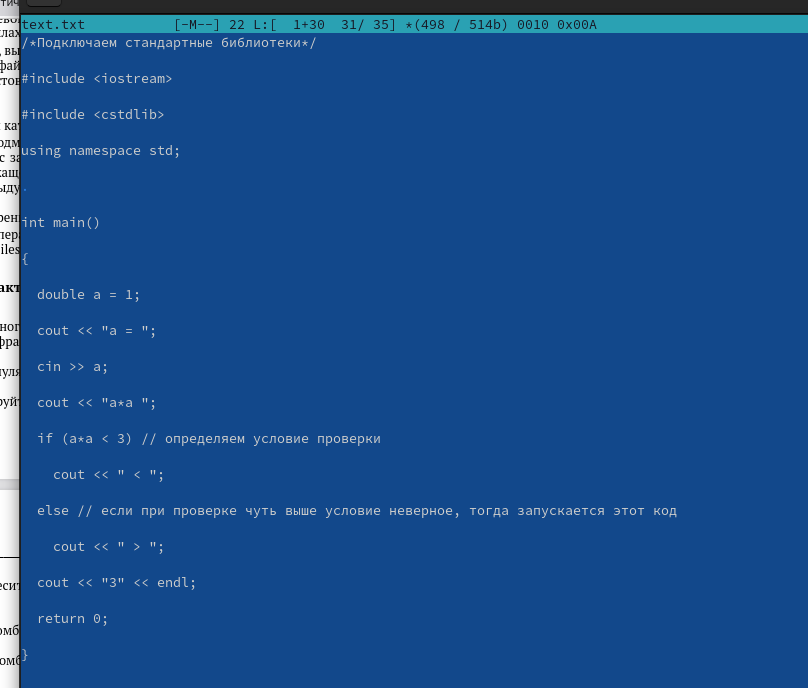 text.txt [-M--] 22 L:[ 1+30 31/ 35] *(498 / 514b) 0010 0x00A
/*Подключаем стандартные библиотеки*/
#include <iostream>
#include <cstdlib>
using namespace std;
.
int main()
{
double a = 1;
cout << "a = ";
cin >> a;
cout << "a*a ";
if (a*a < 3) // определяем условие проверки
cout << " < ";
else // если при проверке чуть выше условие неверное, тогда запускается этот код
cout << " > ";
cout << "3" << endl;
return 0;
}